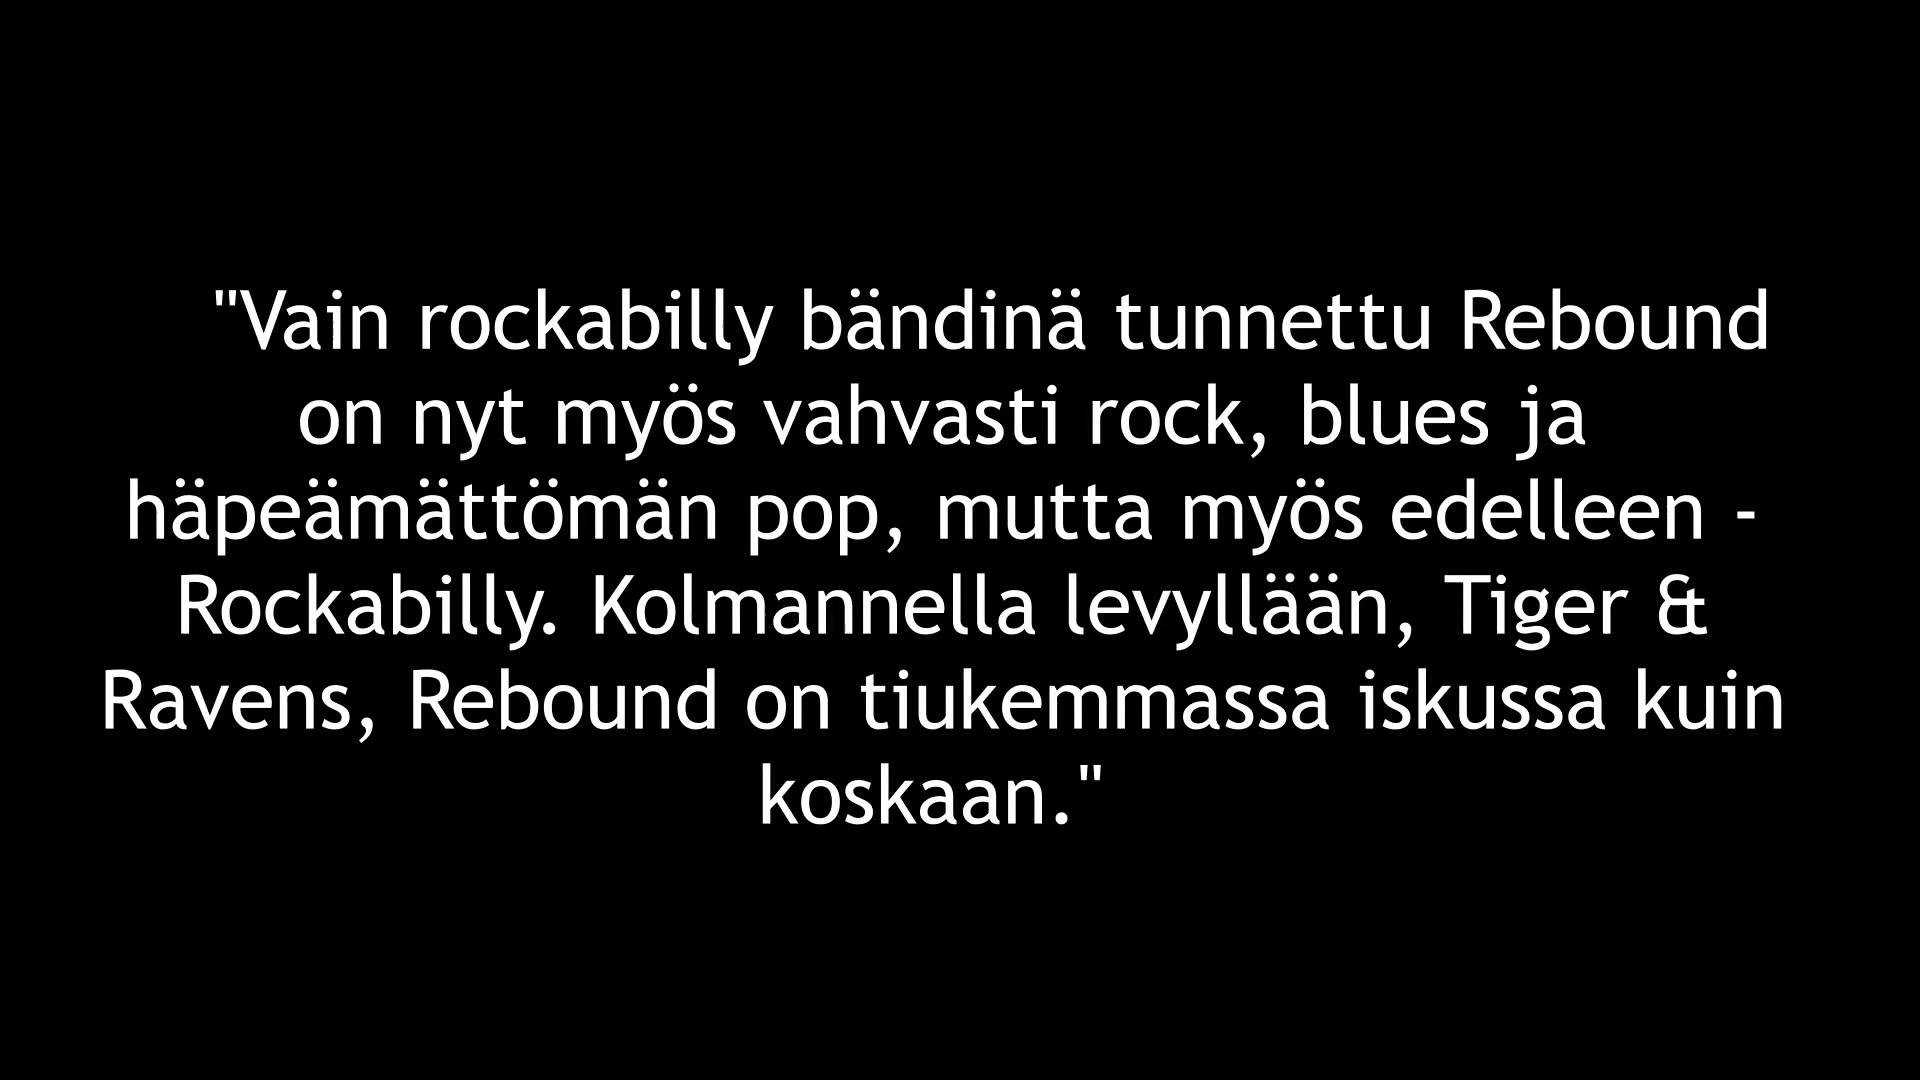 "Vain rockabilly bändinä tunnettu Rebound
on nyt myös vahvasti rock, blues ja
häpeämättömän pop, mutta myös edelleen -
Rockabilly. Kolmannella levyllään, Tiger &
Ravens, Rebound on tiukemmassa iskussa kuin
koskaan."